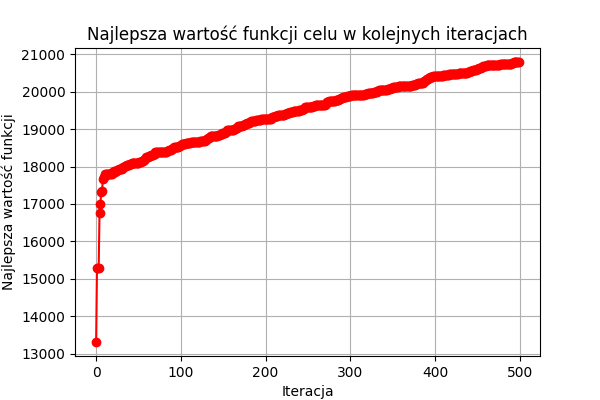 Najlepsza wartość funkcji celu w kolejnych iteracjach
Najlepsza wartość funkcji
21000
20000
19000
18000
17000
16000
15000
14000
13000
0 100 200 300 400 500
Iteracja